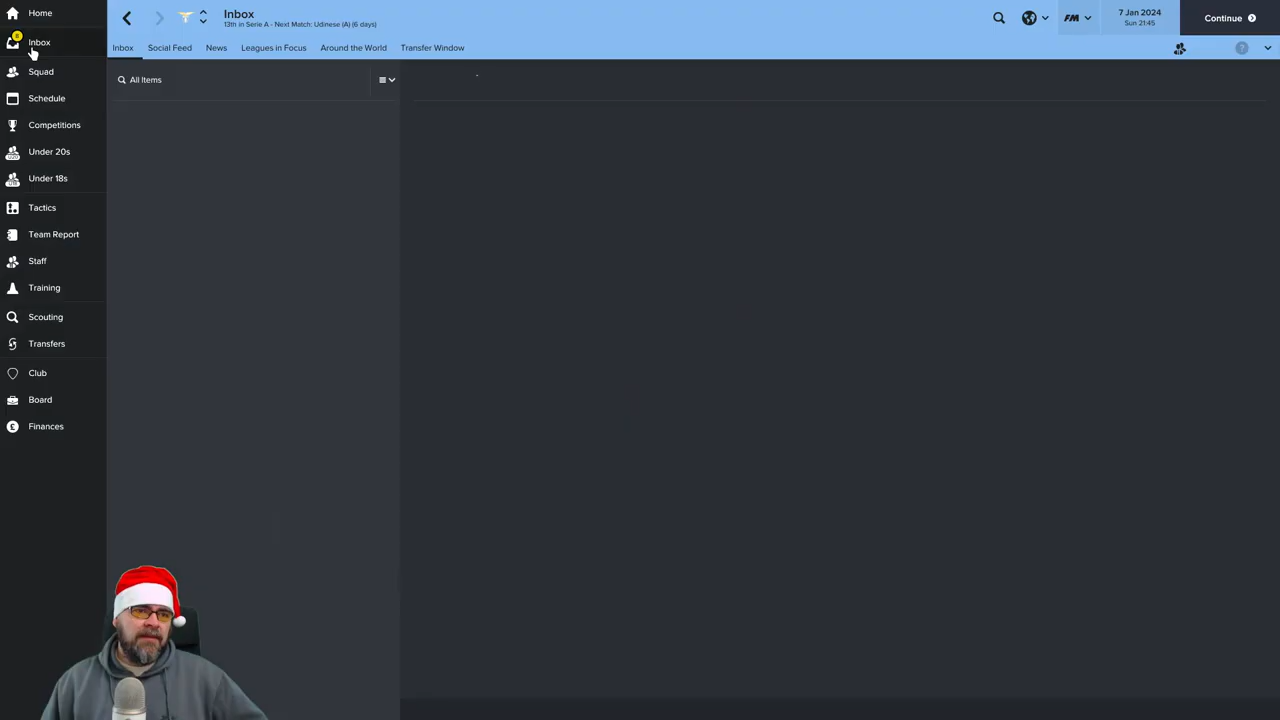 Home
Inbox
13th in Serie A - Next Match: Udinese (A) (6 days)
FM
7 Jan 2024
Sun 21:45
Continue
8
Inbox
Inbox
Social Feed
News
Leagues in Focus
Around the World
Transfer Window
?
Squad
All Items
Schedule
Competitions
Under 20s
Under 18s
Tactics
Team Report
Staff
Training
Scouting
Transfers
Club
Board
£ Finances